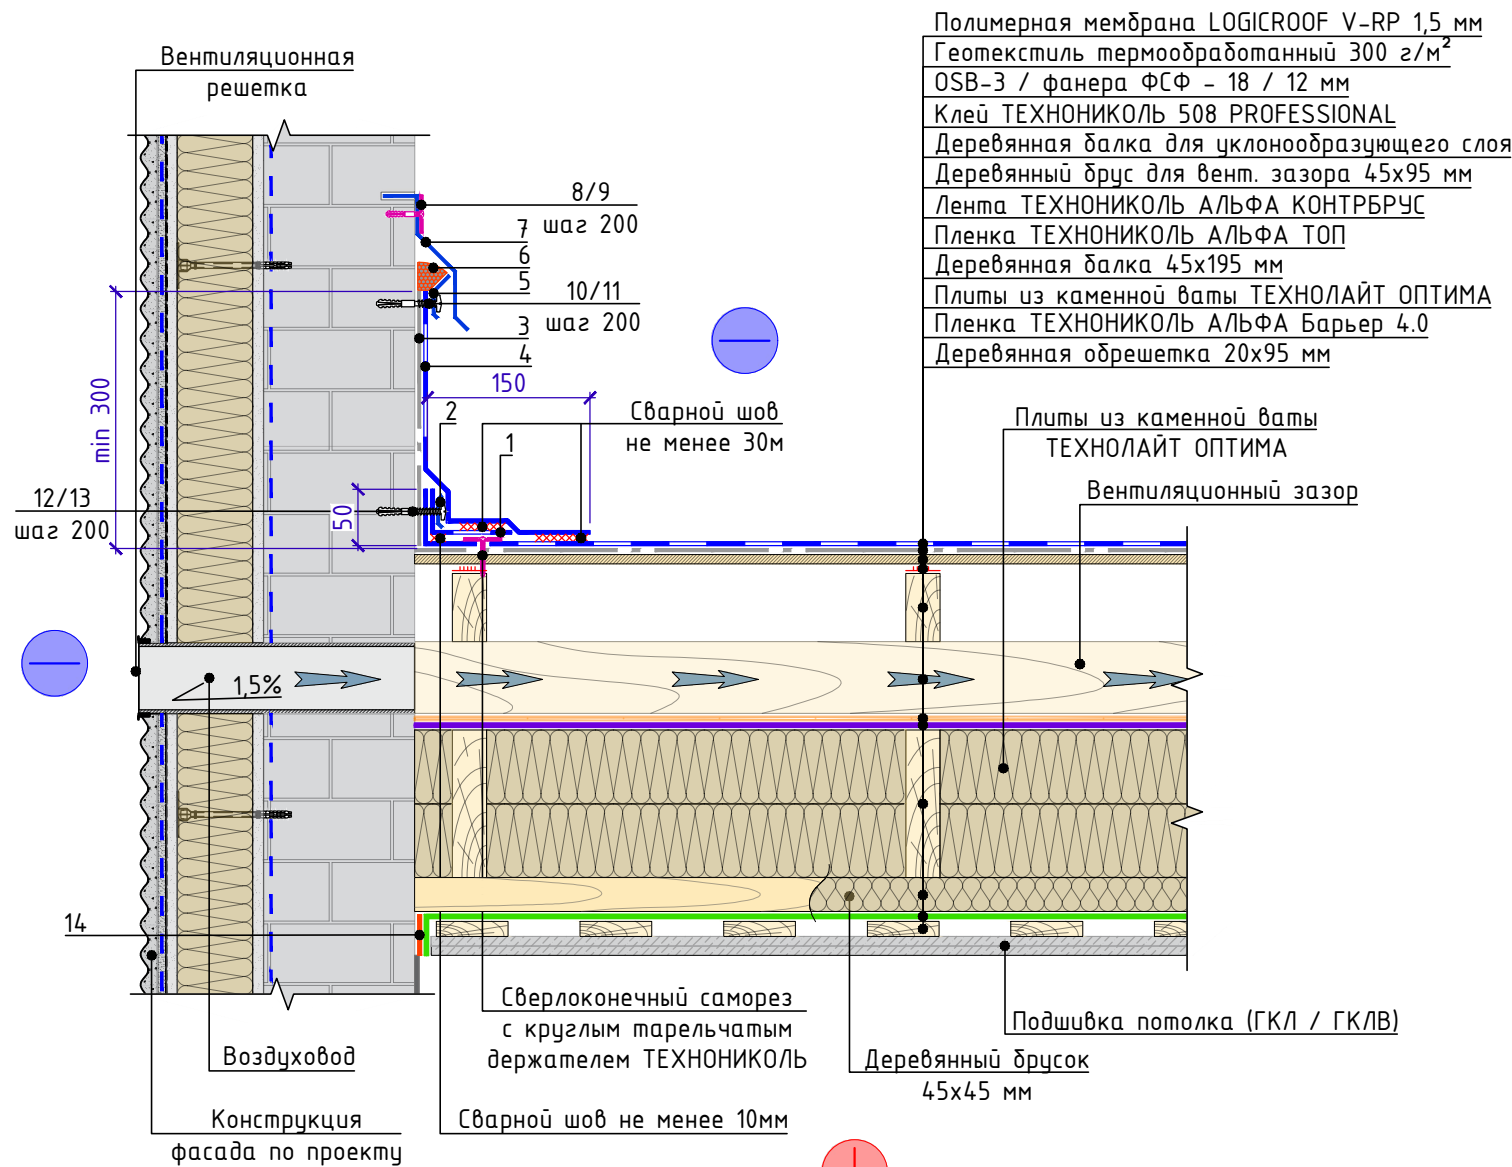 Полимерная мембрана LOGICROOF V-RP 1,5 мм
Геотекстиль термообработанный 300 г/м²
OSB-3 / фанера ФСФ - 18 / 12 мм
Клей ТЕХНОНИКОЛЬ 508 PROFESSIONAL
Деревянная балка для уклонообразующего слоя
Деревянный брус для вент. зазора 45х95 мм
Лента ТЕХНОНИКОЛЬ АЛЬФА КОНТРБРУС
Пленка ТЕХНОНИКОЛЬ АЛЬФА ТОП
Деревянная балка 45х195 мм
Плиты из каменной ваты ТЕХНОЛАЙТ ОПТИМА
Пленка ТЕХНОНИКОЛЬ АЛЬФА Барьер 4.0
Деревянная обрешетка 20х95 мм
Вентиляционная
решетка
8/9
шаг 200
7
6
5
10/11
шаг 200
3
4
150
min 300
2
1
Сварной шов
не менее 30м
Плиты из каменной ваты
ТЕХНОЛАЙТ ОПТИМА
Вентиляционный зазор
12/13
шаг 200
50
1,5%
14
Сверлоконечный саморез
с круглым тарельчатым
держателем ТЕХНОНИКОЛЬ
Подшивка потолка (ГКЛ / ГКЛВ)
Воздуховод
Деревянный брусок
45х45 мм
Конструкция
фасада по проекту
Сварной шов не менее 10мм